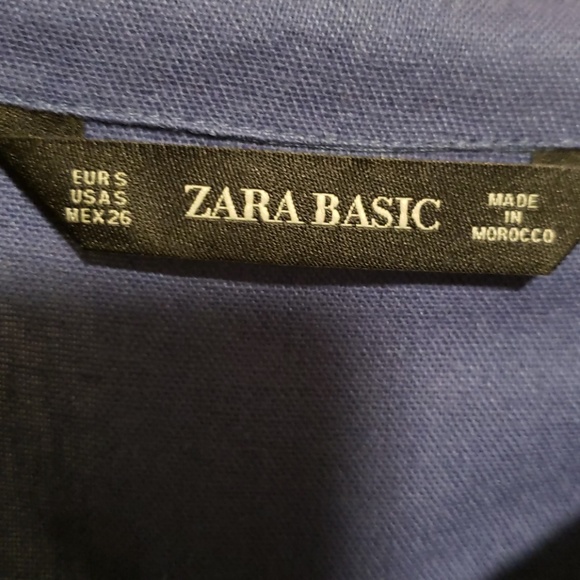 EUR S
USA S
MEX 26
ZARA BASIC
MADE
IN
MOROCCO